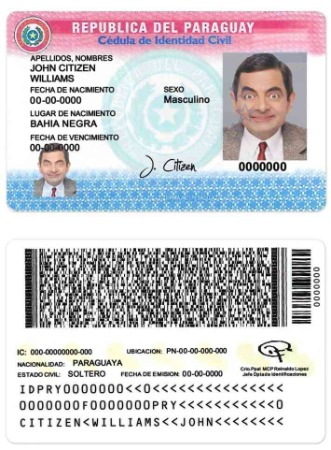 REPUBLICA DEL PARAGUAY
Cédula de Identidad Civil
APELLIDOS, NOMBRES
JOHN CITIZEN
WILLIAMS
FECHA DE NACIMIENTO SEXO
00-00-0000 Masculino
LUGAR DE NACIMIENTO
BAHIA NEGRA
FECHA DE VENCIMIENTO
00-00-0000
J. Citizen
0000000
0000000
IC: 000-00000000-000 UBICACION: PN-00-00-000-000
NACIONALIDAD: PARAGUAYA
ESTADO CIVIL: SOLTERO FECHA DE EMISION: 00-00-0000
Crio Pael MCP Reinaldo Lopez
Jefe Dpto Identificaciones
IDPRY0000000<<0<<<<<<<<<<<<<<<
0000000F0000000PRY<<<<<<<<<<<0
CITIZEN<WILLIAMS<<JOHN<<<<<<<<